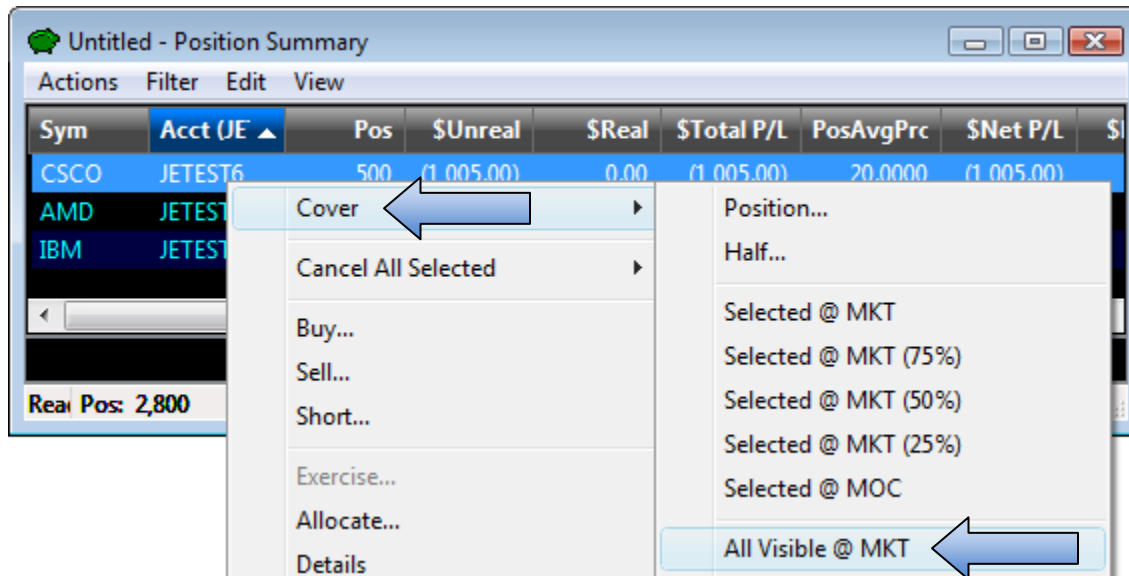 Untitled - Position Summary
Actions Filter Edit View
Sym Acct (JE Pos $Unreal $Real $Total P/L PosAvgPrc $Net P/L
CSCO JETEST6 500 (1 005.00) 0.00 (1 005.00) 20.0000 (1 005.00)
AMD JETEST
IBM JETEST
Pos: 2,800
Cover
Cancel All Selected
Buy...
Sell...
Short...
Exercise...
Allocate...
Details
Position...
Half...
Selected @ MKT
Selected @ MKT (75%)
Selected @ MKT (50%)
Selected @ MKT (25%)
Selected @ MOC
All Visible @ MKT